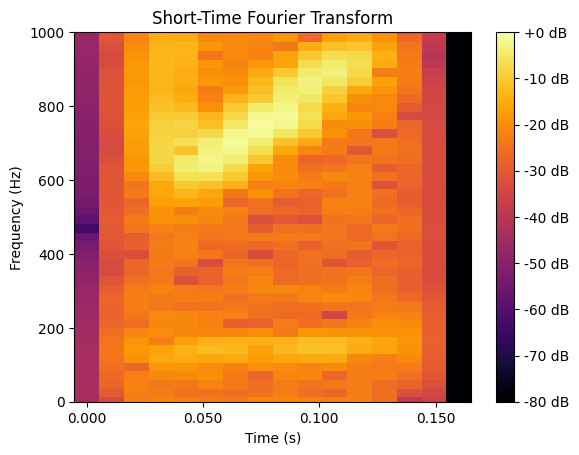 Short-Time Fourier Transform
1000
800
600
400
200
0
Frequency (Hz)
0.000
0.050
0.100
0.150
Time (s)
+0 dB
-10 dB
-20 dB
-30 dB
-40 dB
-50 dB
-60 dB
-70 dB
-80 dB